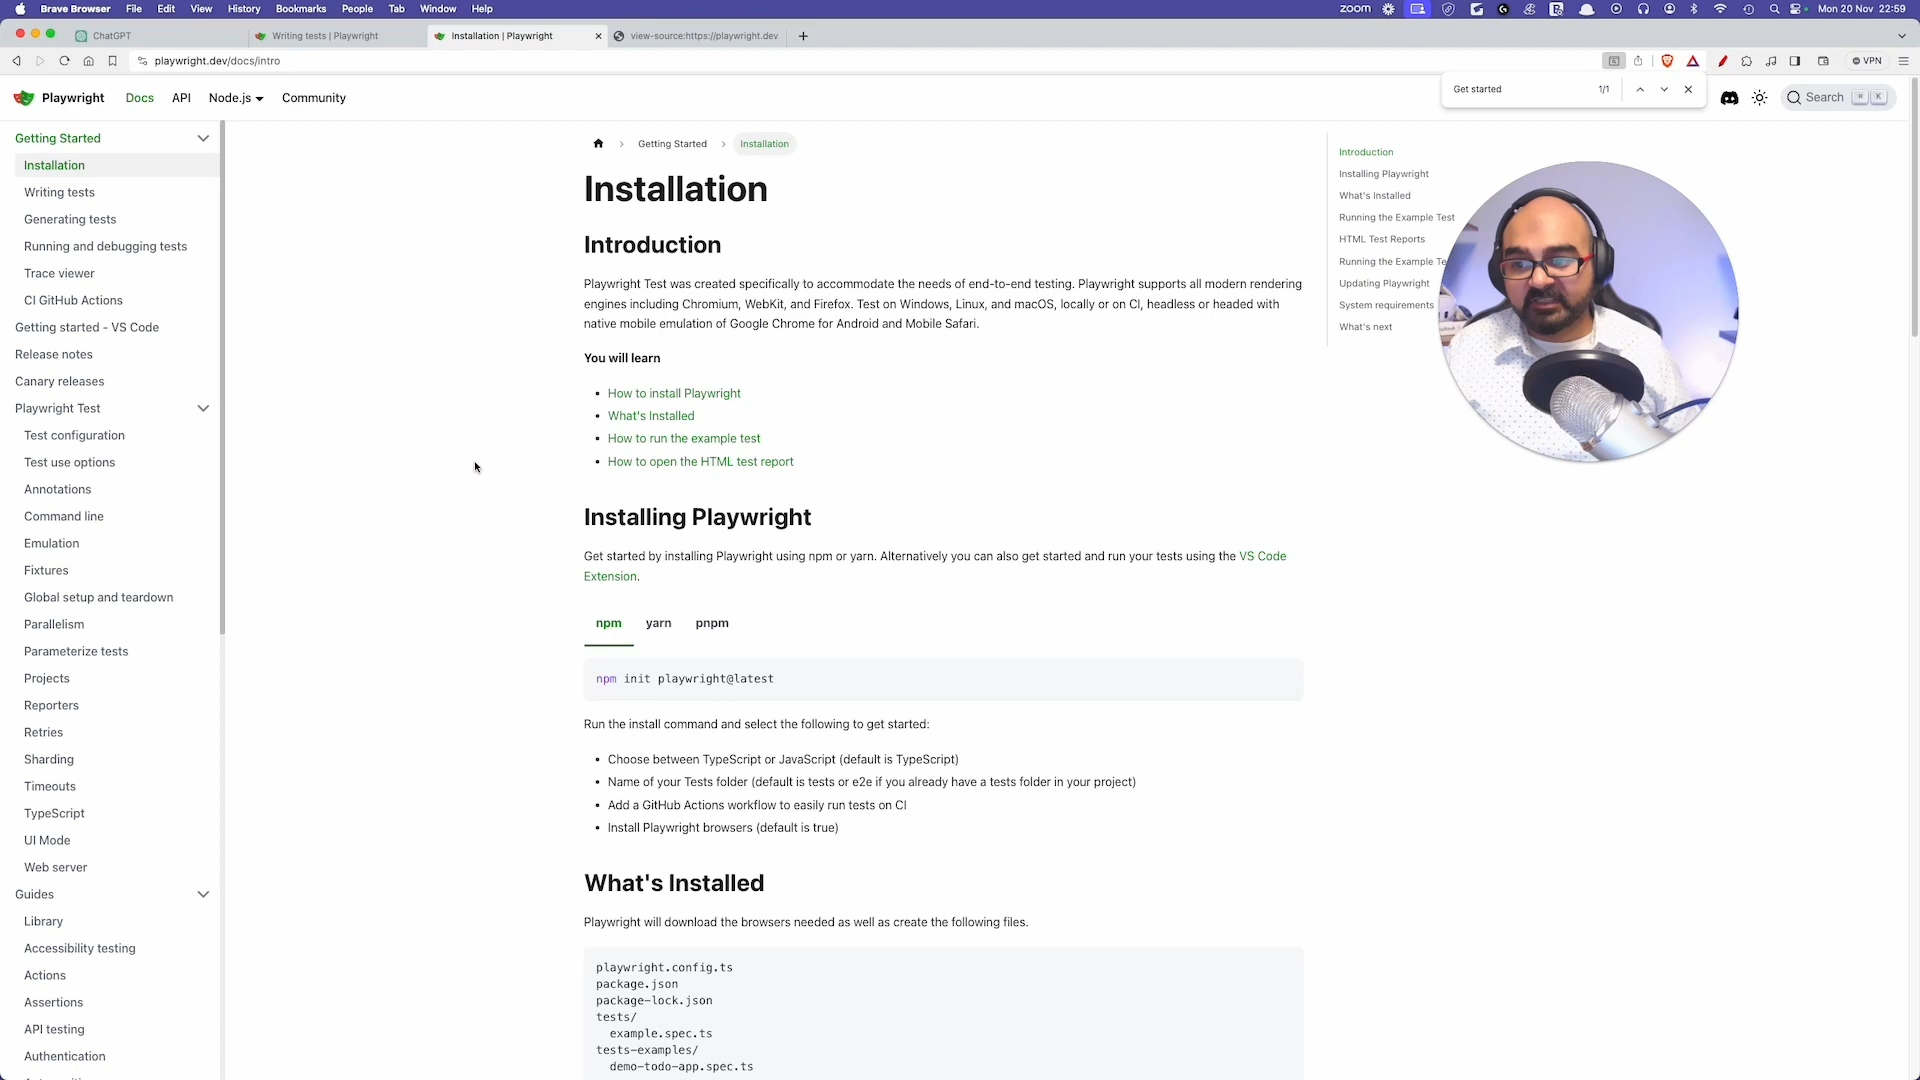 Brave Browser File Edit View History Bookmarks People Tab Window Help
zoom Mon 20 Nov 22:59
ChatGPT
Writing tests | Playwright
Installation | Playwright
view-source:https://playwright.dev
playwright.dev/docs/intro
VPN
Get started 1/1
Playwright Docs API Node.js Community
Search ⌘ K
Getting Started
Installation
Writing tests
Generating tests
Running and debugging tests
Trace viewer
CI GitHub Actions
Getting started - VS Code
Release notes
Canary releases
Playwright Test
Test configuration
Test use options
Annotations
Command line
Emulation
Fixtures
Global setup and teardown
Parallelism
Parameterize tests
Projects
Reporters
Retries
Sharding
Timeouts
TypeScript
UI Mode
Web server
Guides
Library
Accessibility testing
Actions
Assertions
API testing
Authentication
Getting Started
Installation
Installation
Introduction
Playwright Test was created specifically to accommodate the needs of end-to-end testing. Playwright supports all modern rendering
engines including Chromium, WebKit, and Firefox. Test on Windows, Linux, and macOS, locally or on CI, headless or headed with
native mobile emulation of Google Chrome for Android and Mobile Safari.
You will learn
• How to install Playwright
• What's Installed
• How to run the example test
• How to open the HTML test report
Installing Playwright
Get started by installing Playwright using npm or yarn. Alternatively you can also get started and run your tests using the VS Code
Extension.
npm yarn pnpm
npm init playwright@latest
Run the install command and select the following to get started:
• Choose between TypeScript or JavaScript (default is TypeScript)
• Name of your Tests folder (default is tests or e2e if you already have a tests folder in your project)
• Add a GitHub Actions workflow to easily run tests on CI
• Install Playwright browsers (default is true)
What's Installed
Playwright will download the browsers needed as well as create the following files.
playwright.config.ts
package.json
package-lock.json
tests/
example.spec.ts
tests-examples/
demo-todo-app.spec.ts
Introduction
Installing Playwright
What's Installed
Running the Example Test
HTML Test Reports
Running the Example Te
Updating Playwright
System requirements
What's next